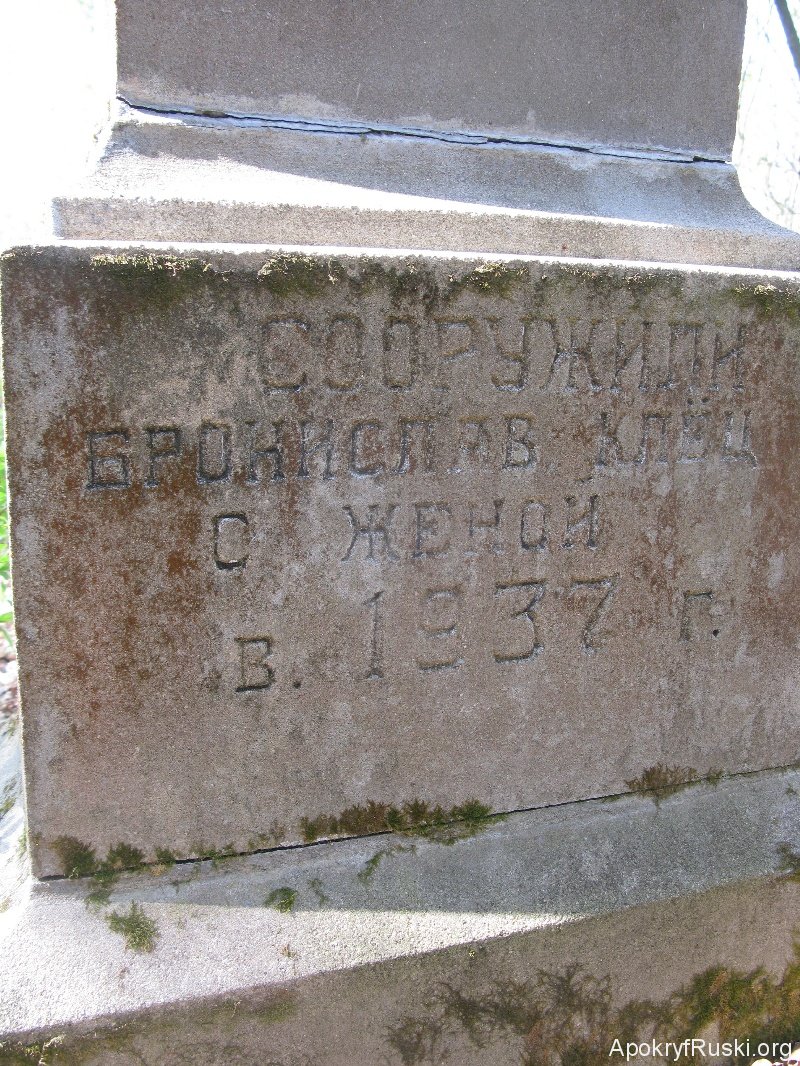 СООРУЖИЛИ
БРОНИСЛАВ КЛЁЦ
С ЖЕНОЙ
В. 1937 Г.
ApokryfRuski.org